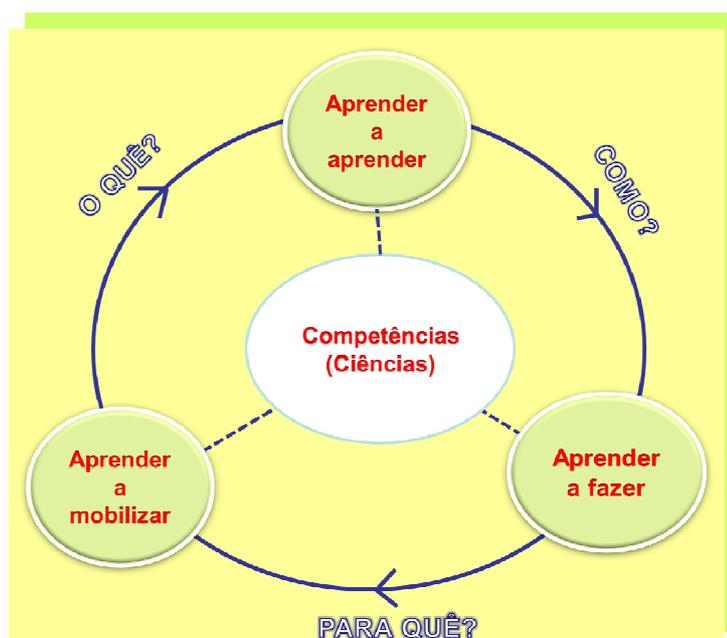 Aprender
a
aprender
O QUÊ?
COMO?
Competências
(Ciências)
Aprender
a
mobilizar
Aprender
a fazer
PARA QUÊ?